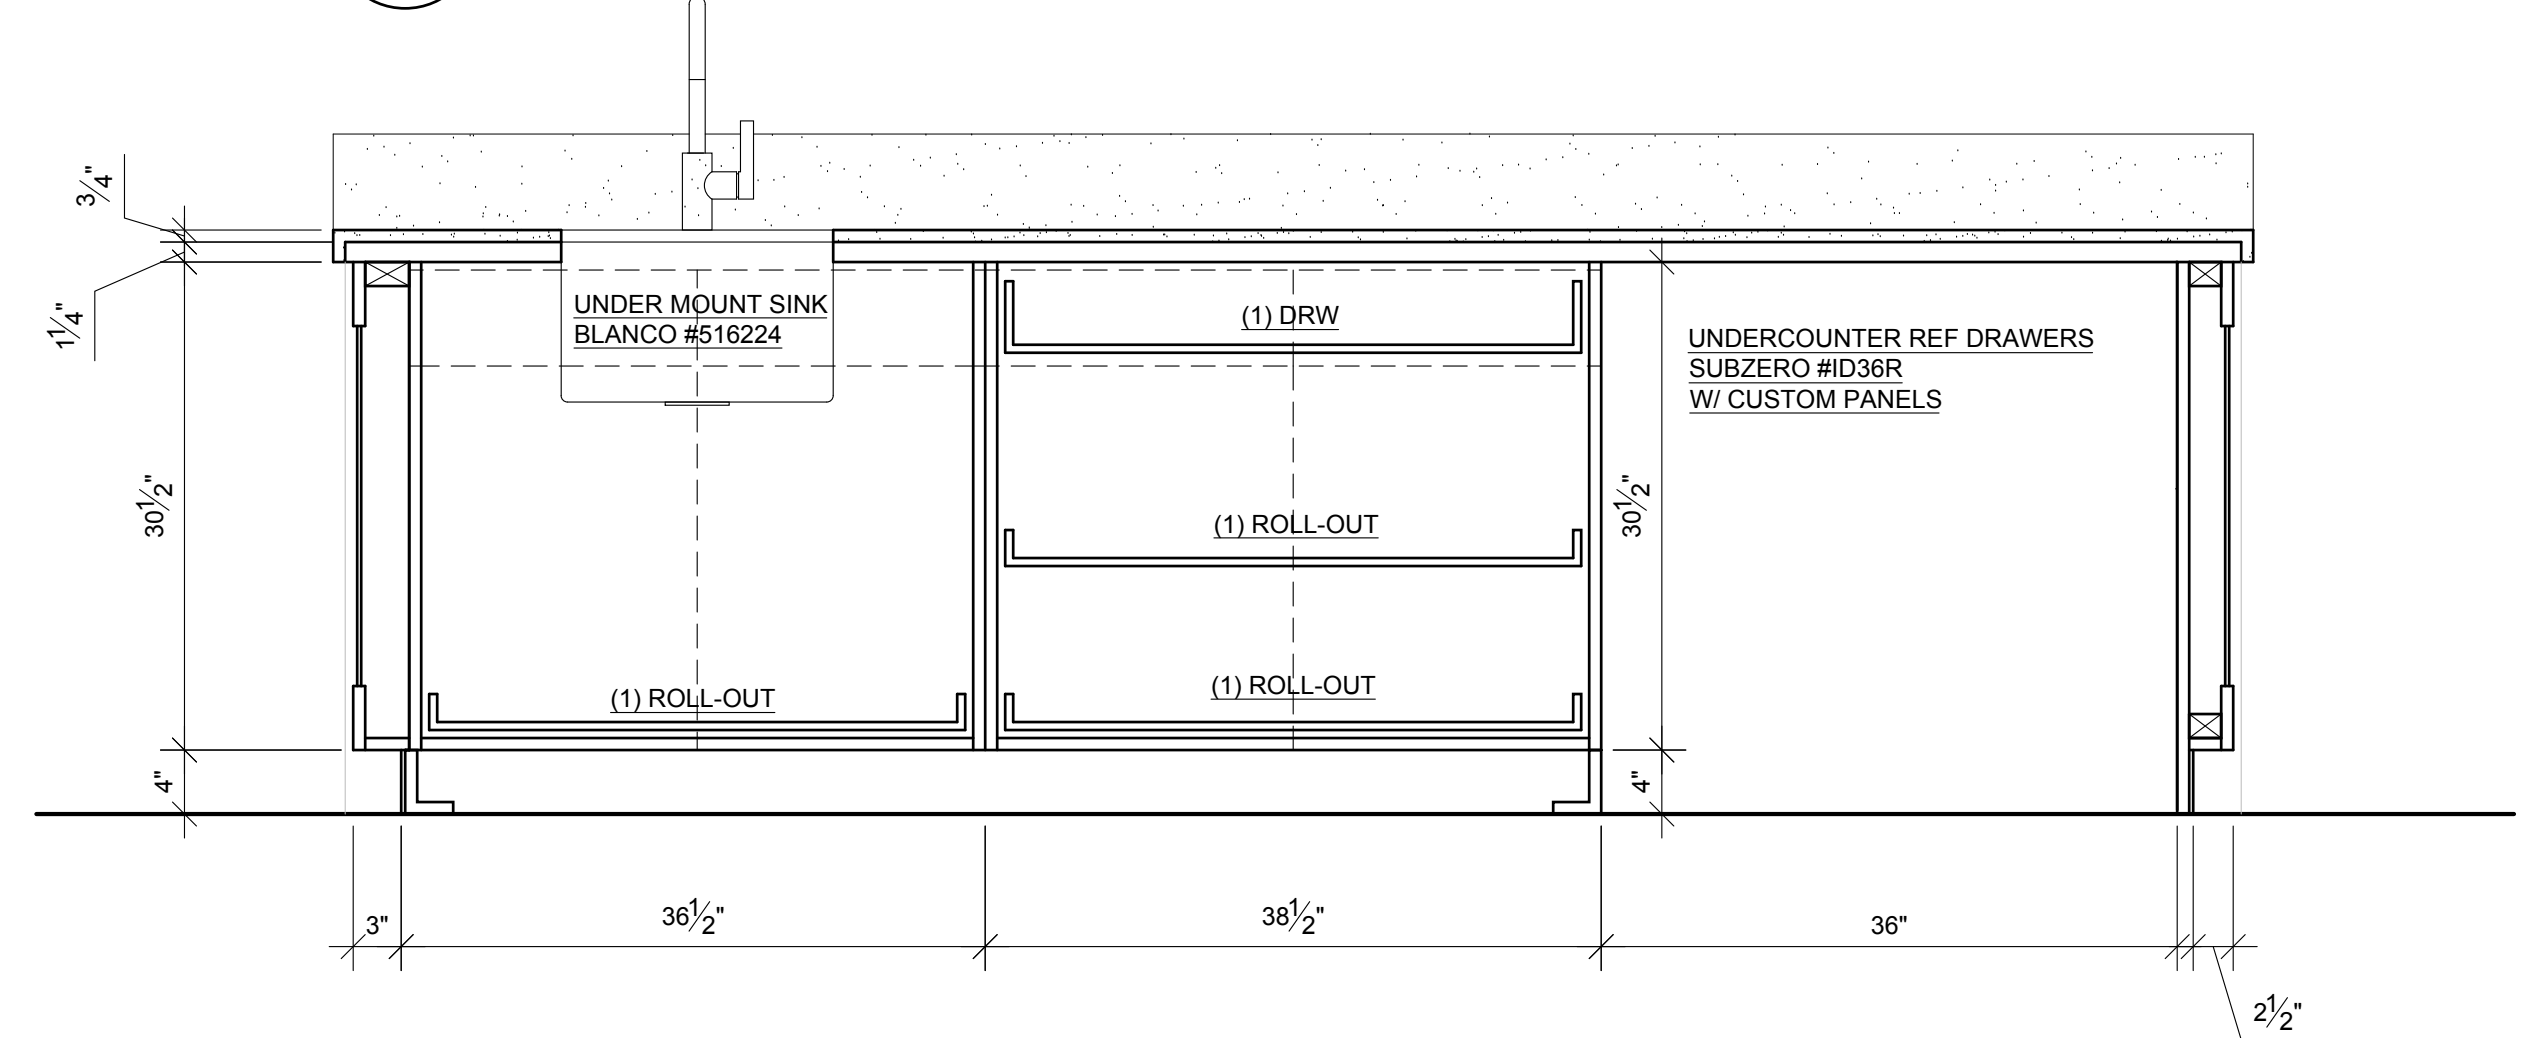 3/4"
1 1/4"
UNDER MOUNT SINK
BLANCO #516224
(1) DRW
UNDERCOUNTER REF DRAWERS
SUBZERO #ID36R
W/ CUSTOM PANELS
30 1/2"
30 1/2"
(1) ROLL-OUT
(1) ROLL-OUT
(1) ROLL-OUT
4"
4"
3"
36 1/2"
38 1/2"
36"
2 1/2"